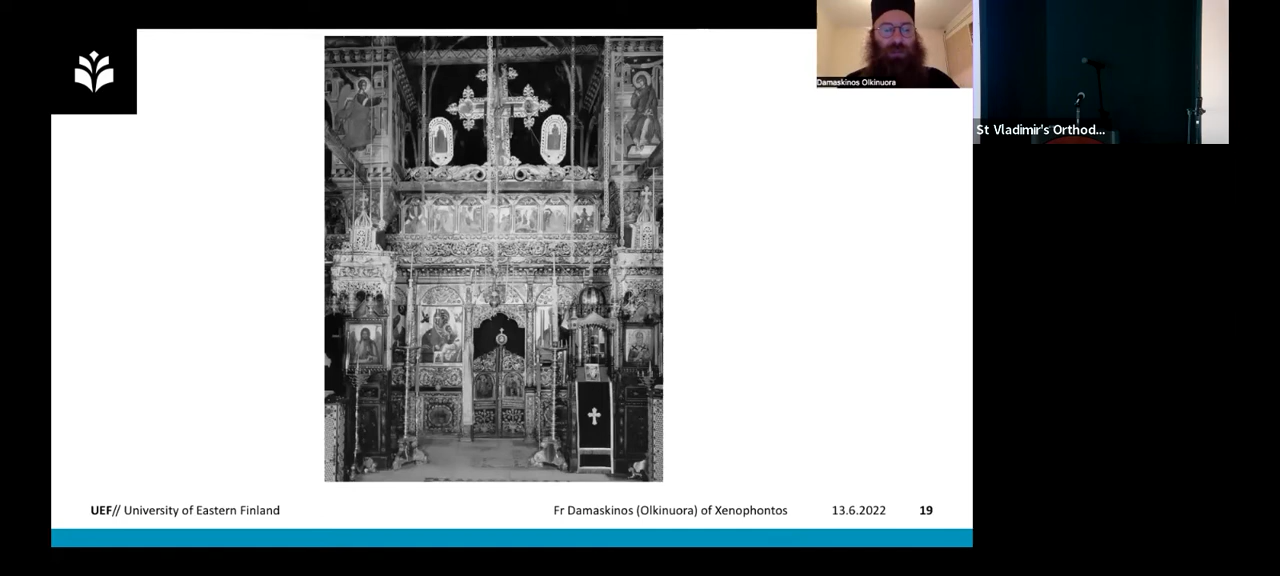 Damaskinos Olkinuora
St Vladimir's Orthod...
UEF// University of Eastern Finland
Fr Damaskinos (Olkinuora) of Xenophontos
13.6.2022
19